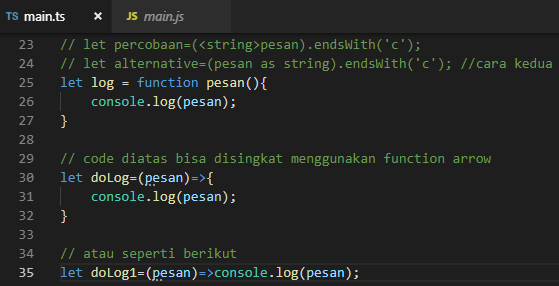 TS main.ts × JS main.js
23 // let percobaan=(<string>pesan).endsWith('c');
24 // let alternative=(pesan as string).endsWith('c'); //cara kedua
25 let log = function pesan(){
26     console.log(pesan);
27 }
28
29 // code diatas bisa disingkat menggunakan function arrow
30 let doLog=(pesan)=>{
31     console.log(pesan);
32 }
33
34 // atau seperti berikut
35 let doLog1=(pesan)=>console.log(pesan);